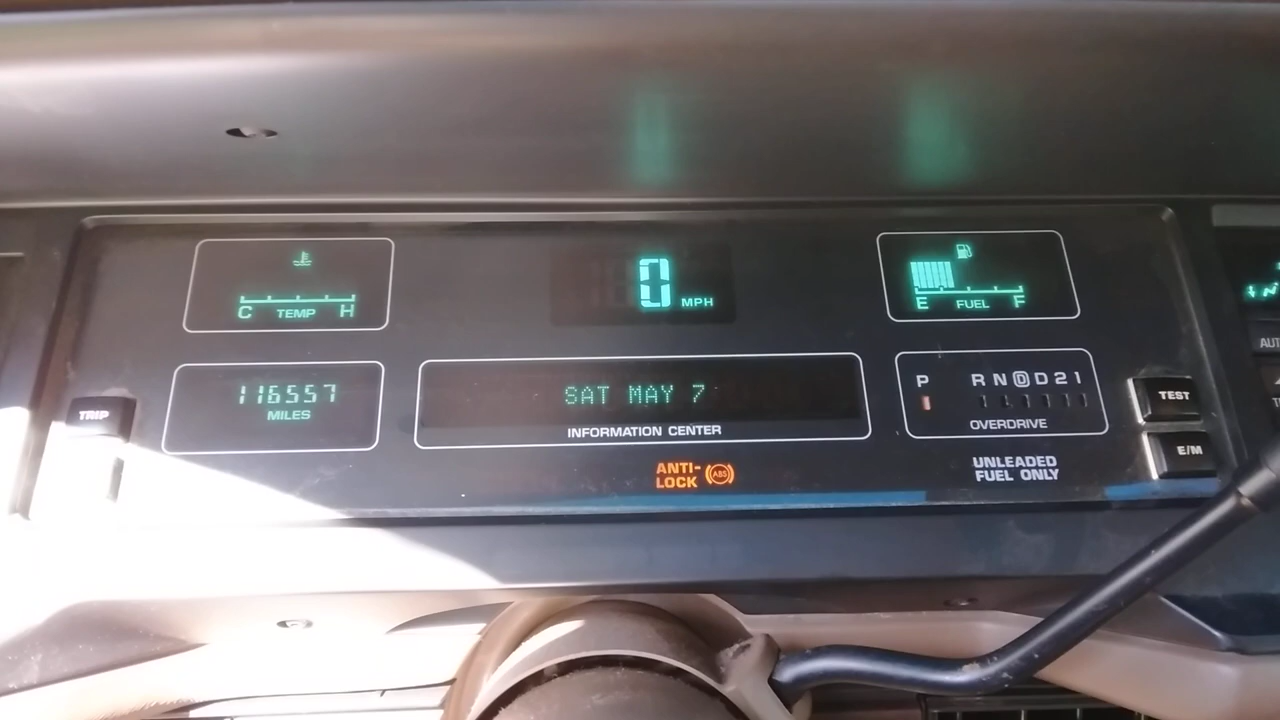 0 MPH
C TEMP H
E FUEL F
116557
MILES
SAT MAY 7
INFORMATION CENTER
P R N D D 2 1
OVERDRIVE
TRIP
TEST
E/M
ANTI-
LOCK
ABS
UNLEADED
FUEL ONLY
AUT